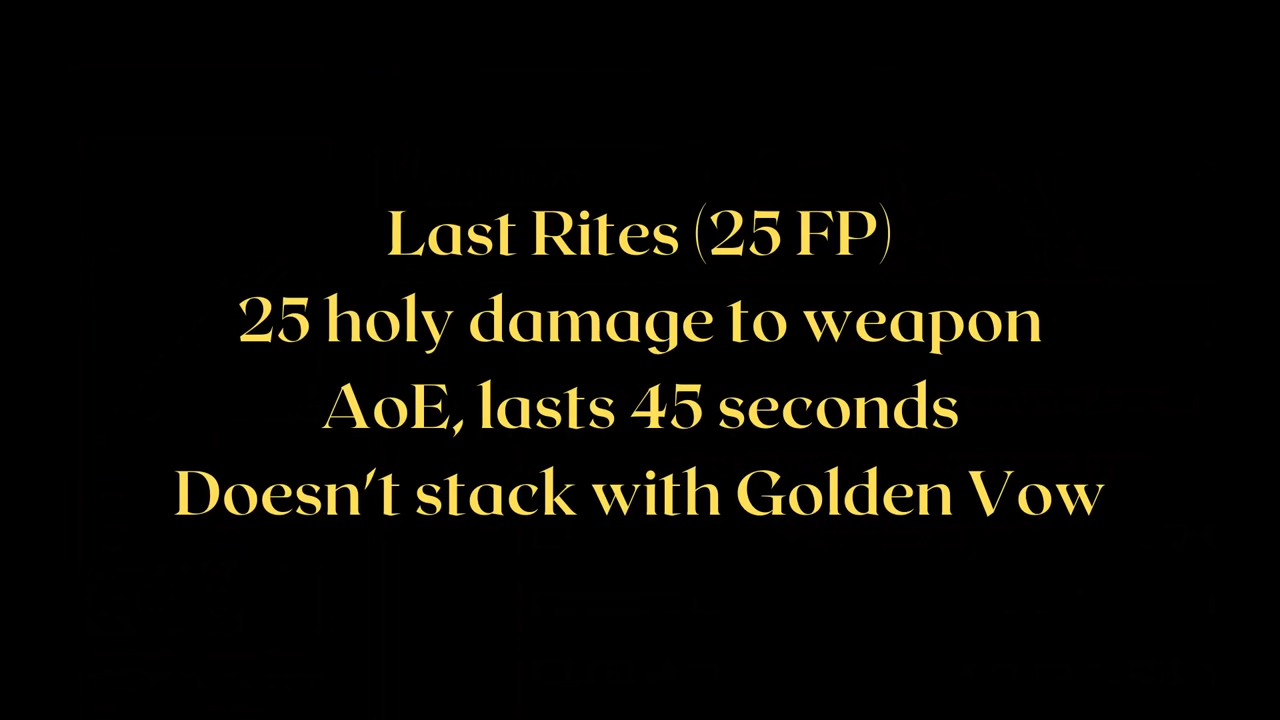 Last Rites (25 FP)
25 holy damage to weapon
AoE, lasts 45 seconds
Doesn't stack with Golden Vow